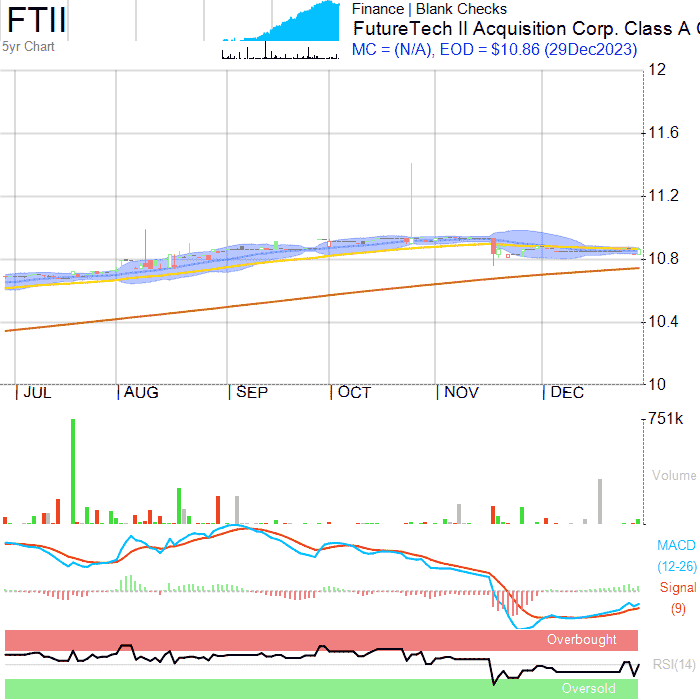 FTII
5yr Chart
Finance | Blank Checks
FutureTech II Acquisition Corp. Class A
MC = (N/A), EOD = $10.86 (29Dec2023)
12
11.6
11.2
10.8
10.4
10
| JUL | AUG | SEP | OCT | NOV | DEC
751k
Volume
MACD
(12-26)
Signal
(9)
Overbought
RSI(14)
Oversold